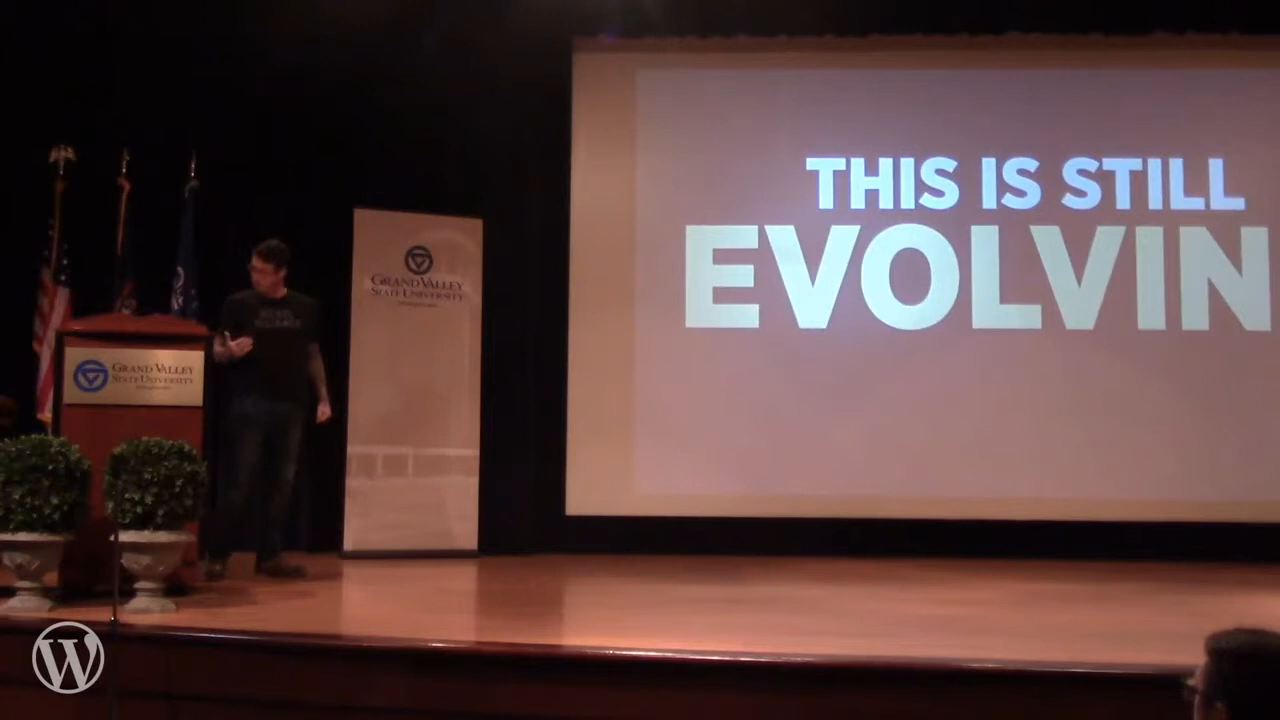 THIS IS STILL
EVOLVIN
GRAND VALLEY
STATE UNIVERSITY
GRAND VALLEY
STATE UNIVERSITY